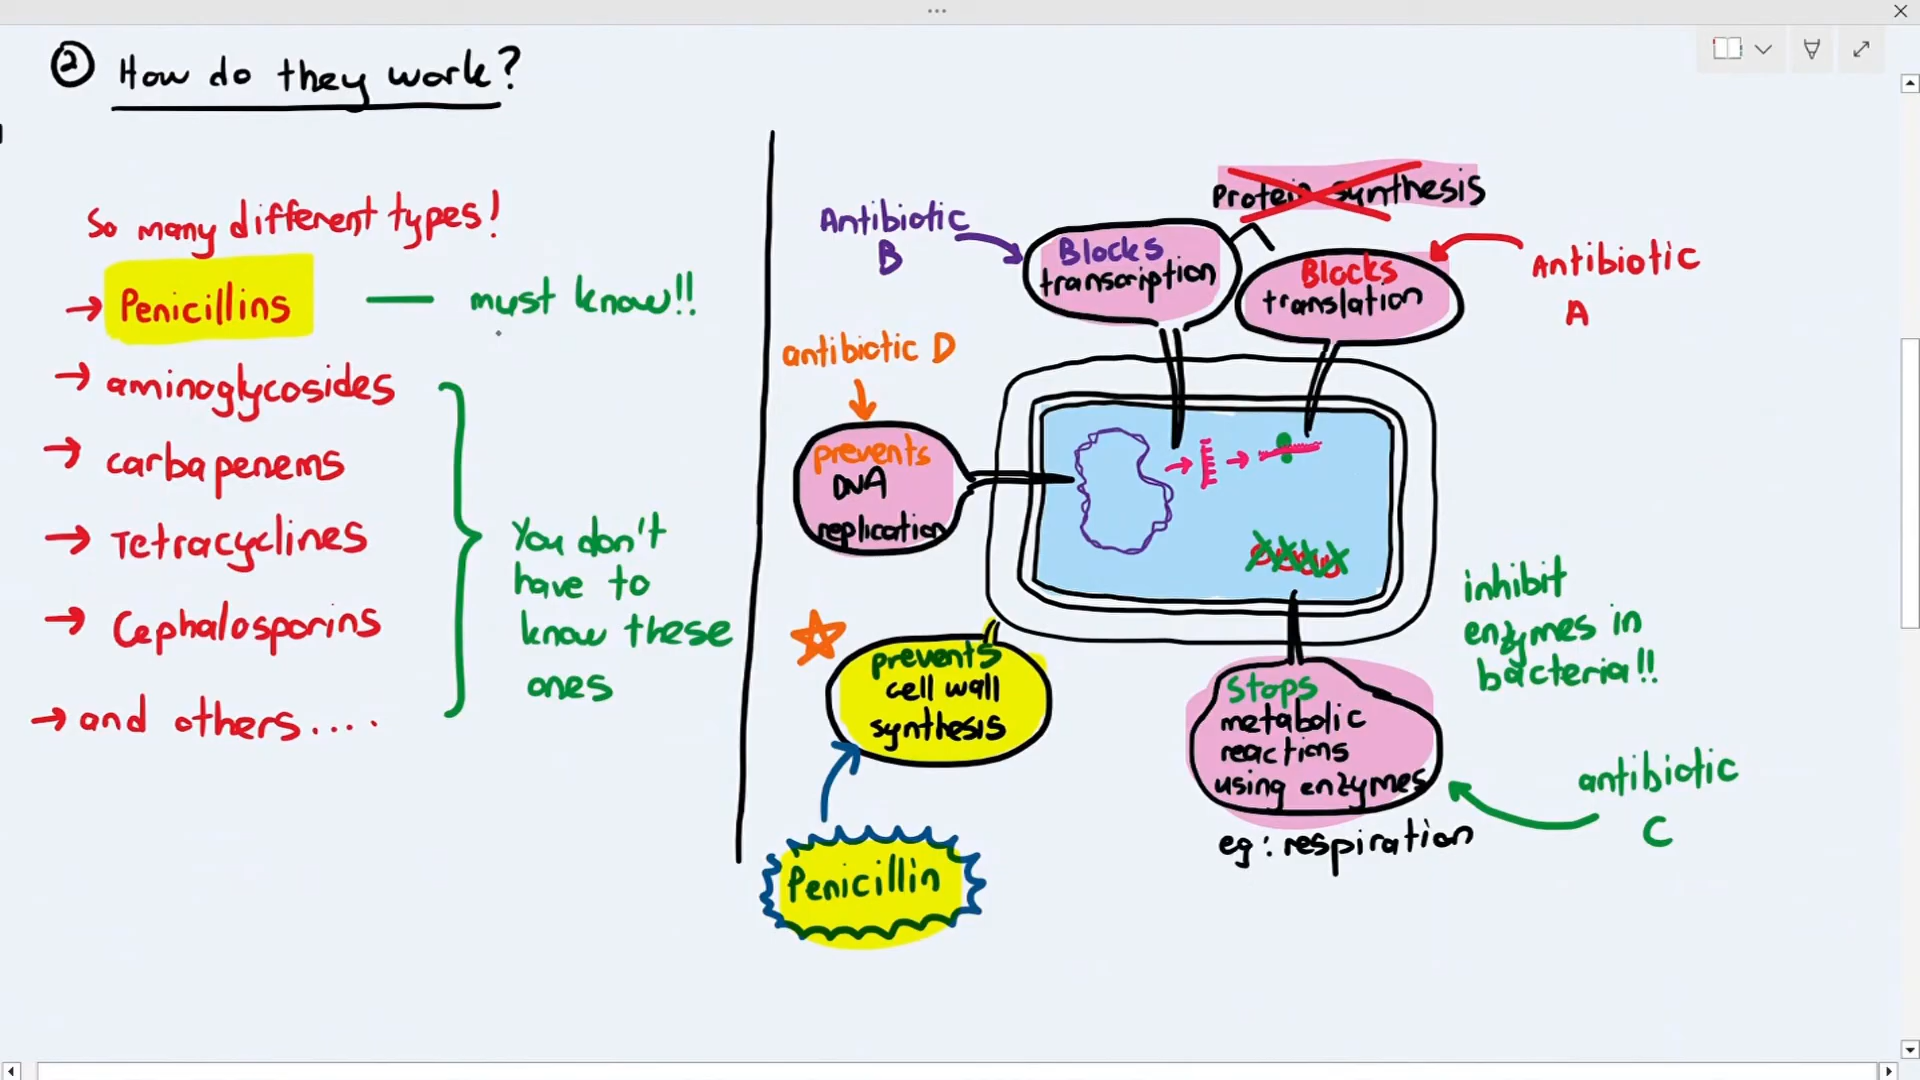 ② How do they work?
So many different types!
→ Penicillins — must know!!
→ aminoglycosides
→ carbapenems
→ Tetracyclines
→ Cephalosporins
→ and others....
You don't
have to
know these
ones
Protein synthesis
Antibiotic
B
Blocks
transcription
Blocks
translation
Antibiotic
A
antibiotic D
prevents
DNA
replication
prevents
cell wall
synthesis
Penicillin
inhibit
enzymes in
bacteria!!
Stops
metabolic
reactions
using enzymes
eg: respiration
antibiotic
C